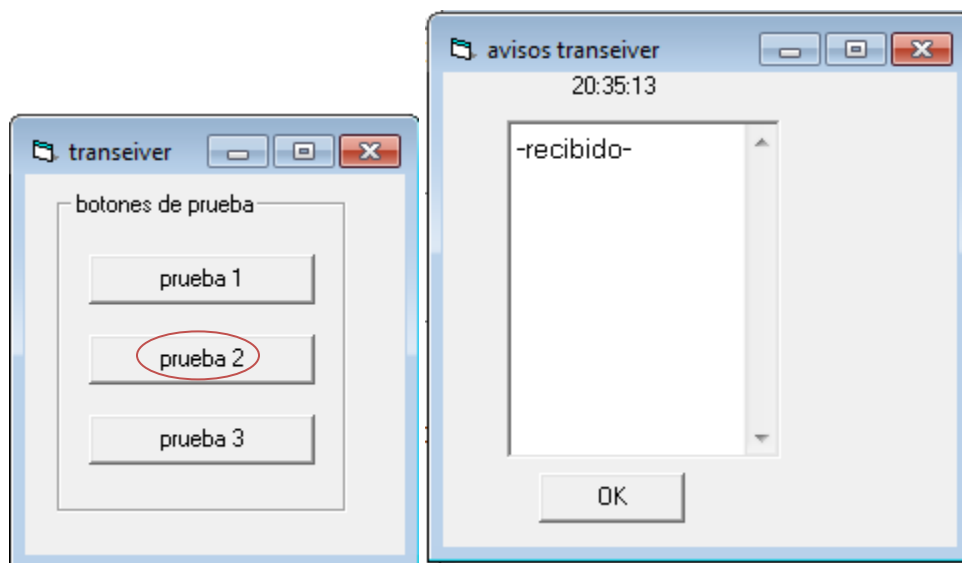 transeiver
botones de prueba
prueba 1
prueba 2
prueba 3
avisos transeiver
20:35:13
-recibido-
OK